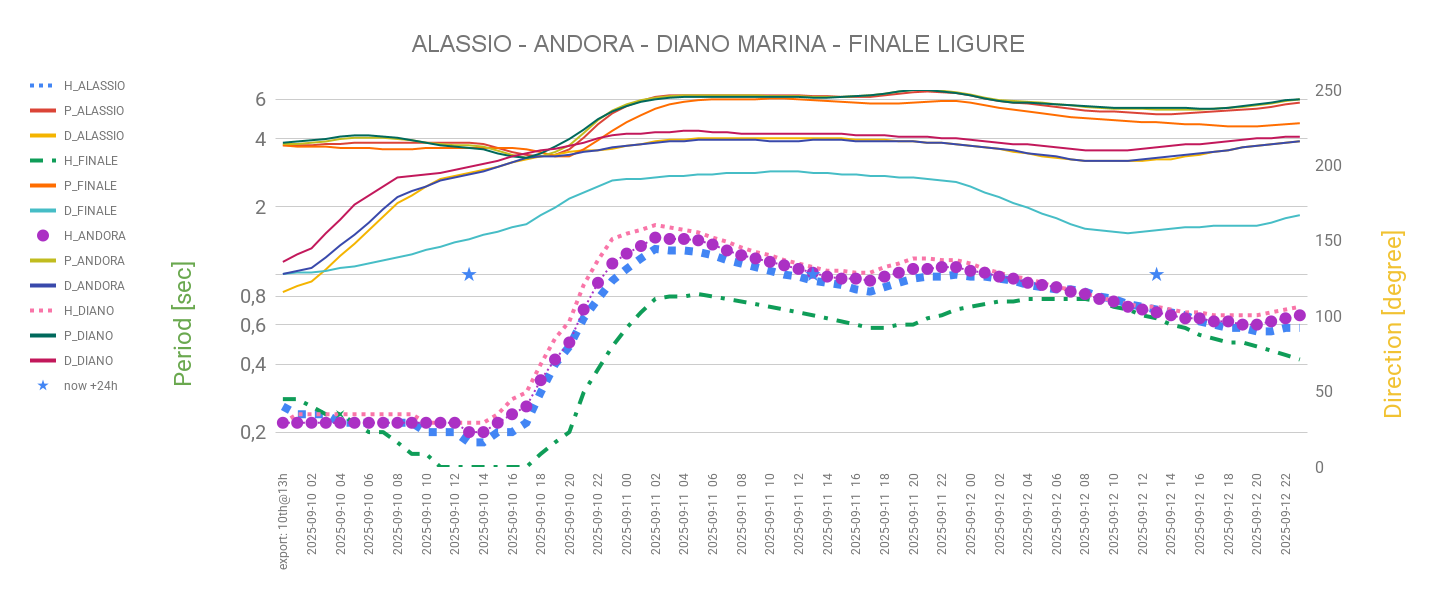 ALASSIO - ANDORA - DIANO MARINA - FINALE LIGURE
H_ALASSIO
P_ALASSIO
D_ALASSIO
H_FINALE
P_FINALE
D_FINALE
H_ANDORA
P_ANDORA
D_ANDORA
H_DIANO
P_DIANO
D_DIANO
now +24h
Period [sec]
6
4
2
0,8
0,6
0,4
0,2
250
200
150
100
50
0
Direction [degree]
export: 10th@13h
2025-09-10 02
2025-09-10 04
2025-09-10 06
2025-09-10 08
2025-09-10 10
2025-09-10 12
2025-09-10 14
2025-09-10 16
2025-09-10 18
2025-09-10 20
2025-09-10 22
2025-09-11 00
2025-09-11 02
2025-09-11 04
2025-09-11 06
2025-09-11 08
2025-09-11 10
2025-09-11 12
2025-09-11 14
2025-09-11 16
2025-09-11 18
2025-09-11 20
2025-09-11 22
2025-09-12 00
2025-09-12 02
2025-09-12 04
2025-09-12 06
2025-09-12 08
2025-09-12 10
2025-09-12 12
2025-09-12 14
2025-09-12 16
2025-09-12 18
2025-09-12 20
2025-09-12 22